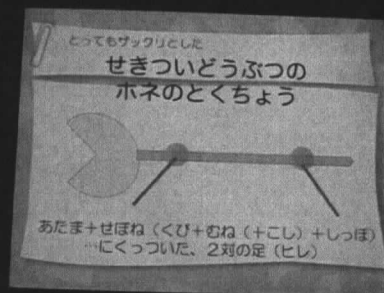 とってもザックリとした
せきついどうぶつの
ホネのとくちょう
あたま＋せぼね（くび＋むね（＋こし）＋しっぽ）
…にくっついた、2対の足（ヒレ）